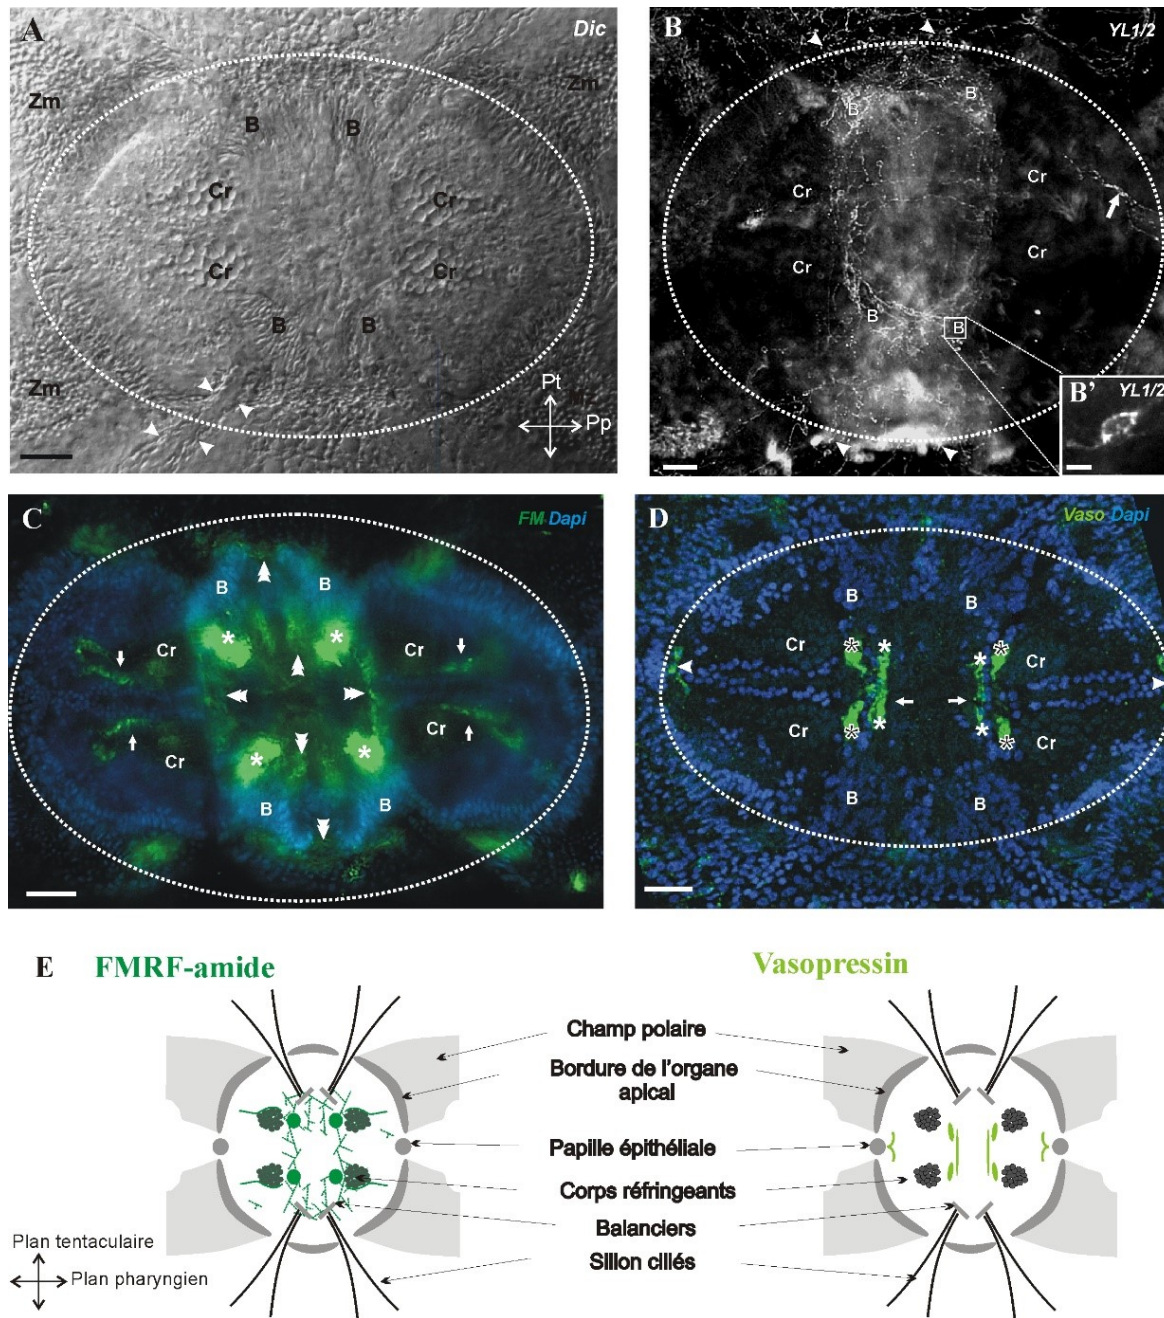 A
Dic
Zm
Zm
B
B
Cr
Cr
Cr
Cr
B
B
Zm
Pt
Pp
B
YL1/2
B
B
Cr
Cr
Cr
Cr
B
B
B'
YL1/2
C
FM Dapi
B
B
* *
Cr
Cr
Cr
Cr
* *
B
B
D
Vaso Dapi
B
B
Cr
* * * *
Cr
Cr
* * * *
Cr
B
B
E
FMRF-amide
Vasopressin
Champ polaire
Bordure de l'organe
apical
Papille épithéliale
Corps réfringeants
Balanciers
Sillon cillés
Plan tentaculaire
Plan pharyngien